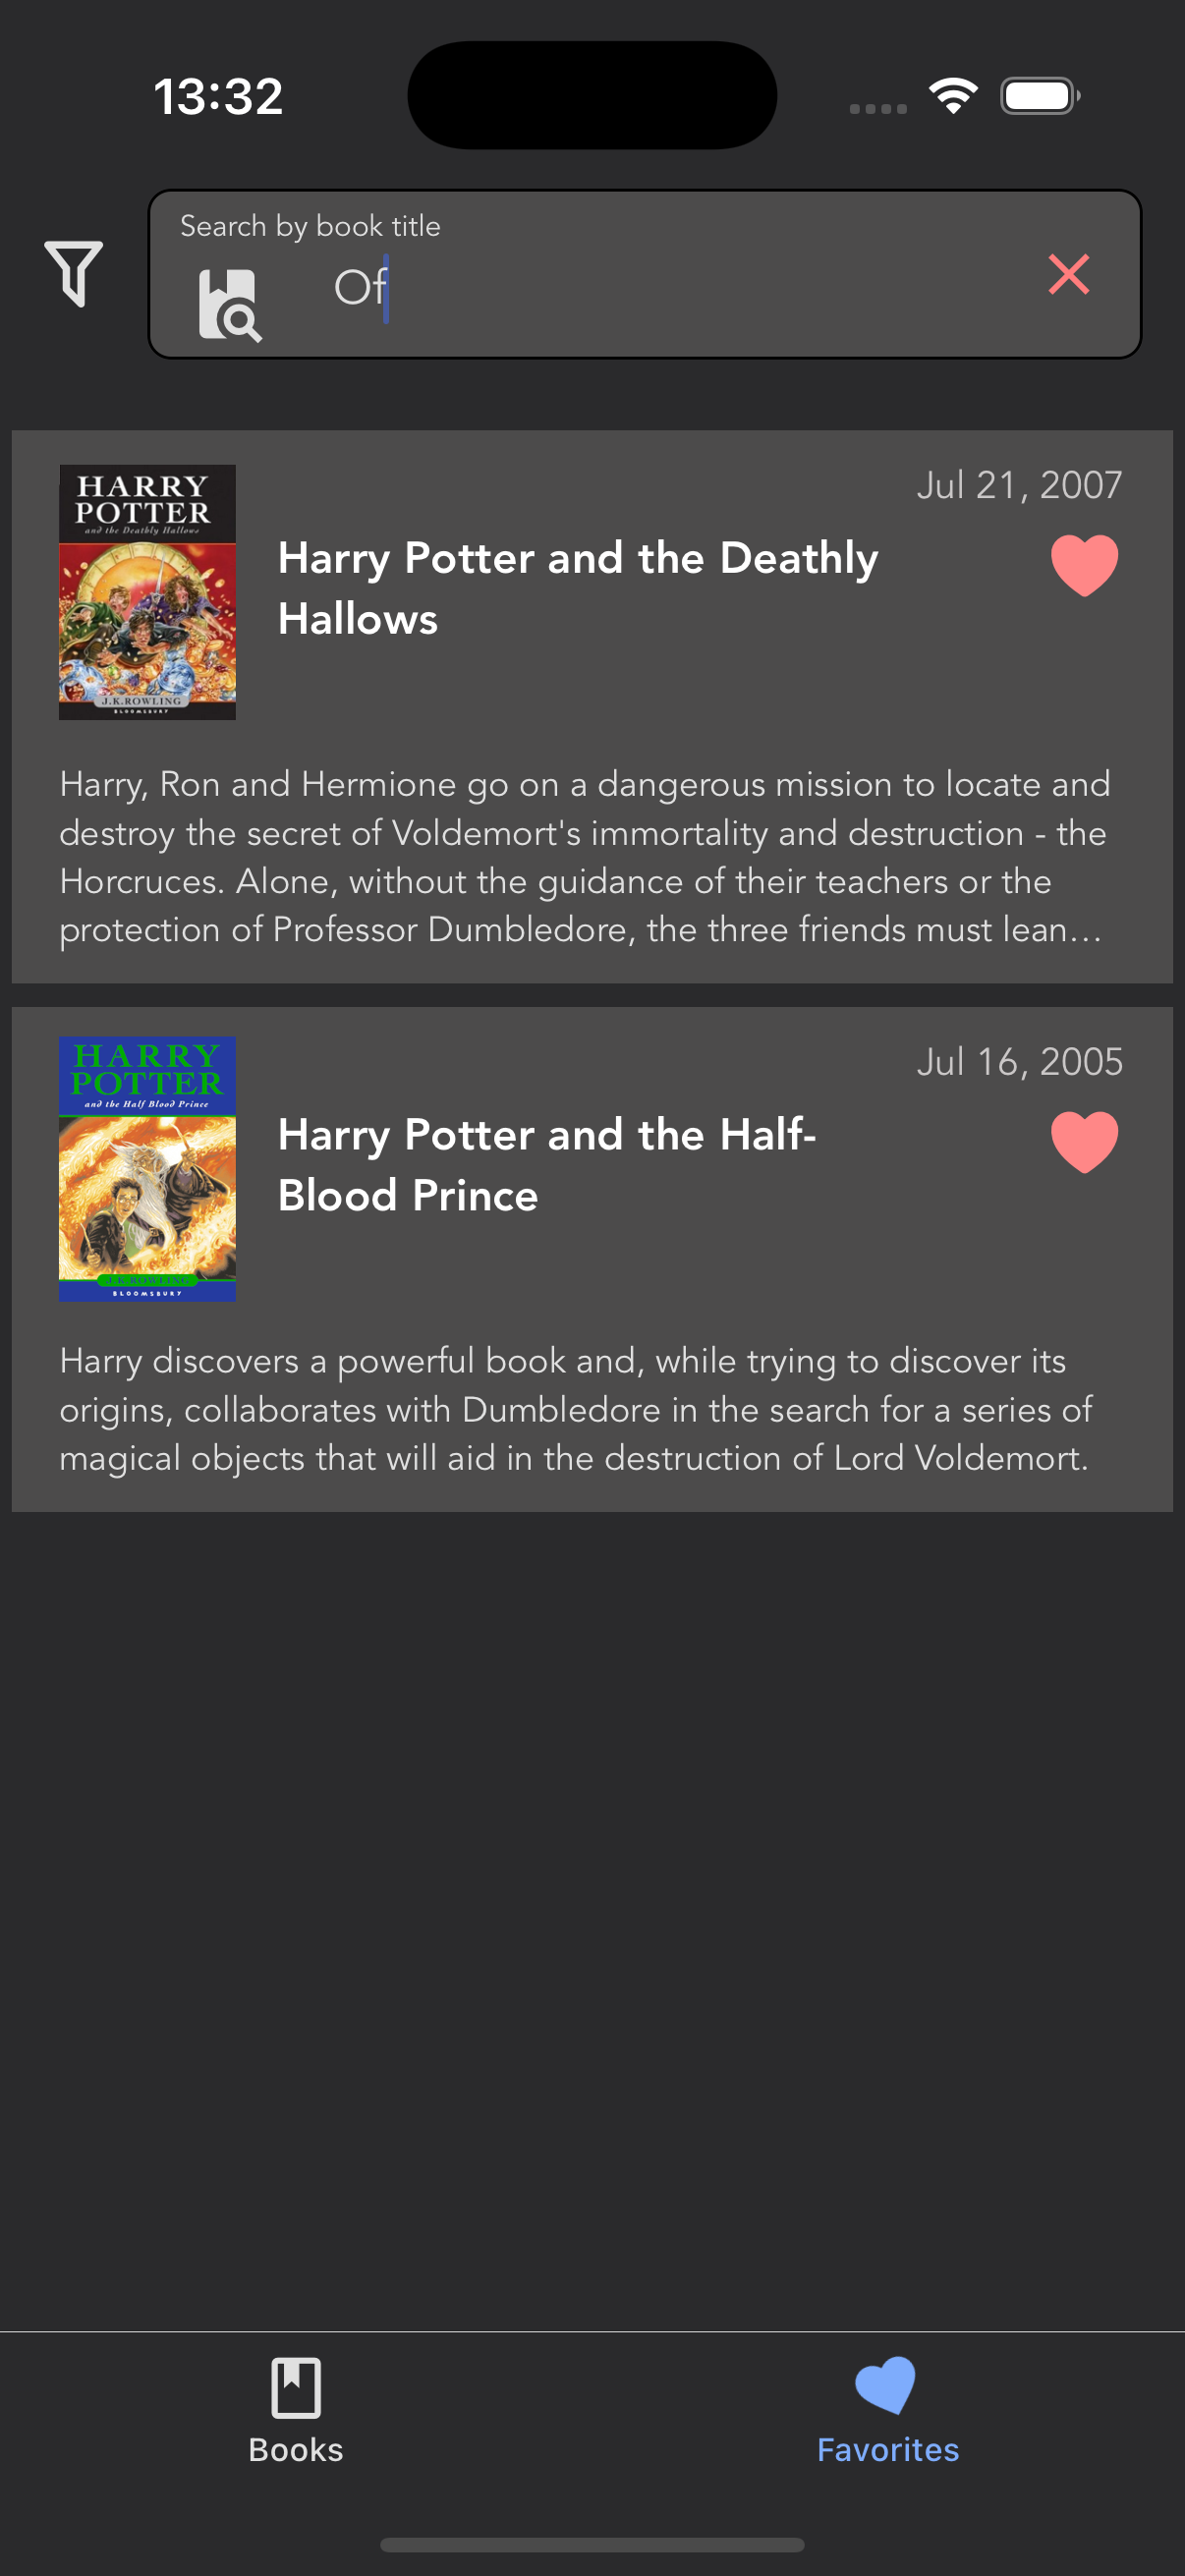 13:32
Search by book title
Of
Jul 21, 2007
HARRY
POTTER
and the Deathly Hallows
J.K.ROWLING
BLOOMSBURY
Harry Potter and the Deathly
Hallows
Harry, Ron and Hermione go on a dangerous mission to locate and
destroy the secret of Voldemort's immortality and destruction - the
Horcruces. Alone, without the guidance of their teachers or the
protection of Professor Dumbledore, the three friends must lean…
Jul 16, 2005
HARRY
POTTER
and the Half Blood Prince
J.K.ROWLING
BLOOMSBURY
Harry Potter and the Half-
Blood Prince
Harry discovers a powerful book and, while trying to discover its
origins, collaborates with Dumbledore in the search for a series of
magical objects that will aid in the destruction of Lord Voldemort.
Books
Favorites